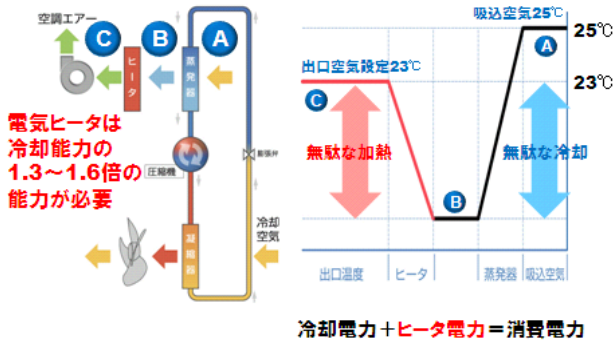 空調エアー
C
B
A
ヒータ
蒸発器
電気ヒータは
冷却能力の
1.3～1.6倍の
能力が必要
圧縮機
膨張弁
凝縮器
冷却
空気
吸込空気25℃
25℃
A
出口空気設定23℃
23℃
C
無駄な加熱
無駄な冷却
B
出口温度
ヒータ
蒸発器
吸込空気
冷却電力＋ヒータ電力＝消費電力